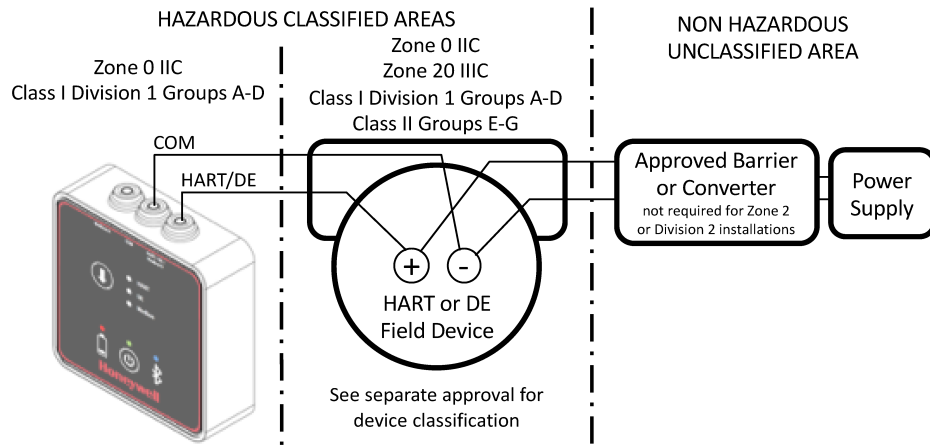 HAZARDOUS CLASSIFIED AREAS
NON HAZARDOUS
UNCLASSIFIED AREA
Zone 0 IIC
Class I Division 1 Groups A-D
Zone 0 IIC
Zone 20 IIIC
Class I Division 1 Groups A-D
Class II Groups E-G
COM
HART/DE
Approved Barrier
or Converter
not required for Zone 2
or Division 2 installations
Power
Supply
+
-
HART or DE
Field Device
Honeywell
See separate approval for
device classification